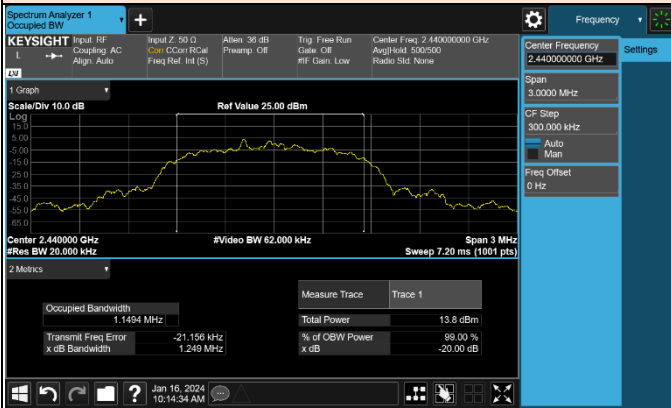 Spectrum Analyzer 1
Occupied BW
+
Frequency
KEYSIGHT
L
Input: RF
Coupling: AC
Align: Auto
Input Z: 50 Ω
Corr CCorr RCal
Freq Ref: Int (S)
Atten: 36 dB
Preamp: Off
Trig: Free Run
Gate: Off
#IF Gain: Low
Center Freq: 2.440000000 GHz
Avg|Hold: 500/500
Radio Std: None
LXI
Center Frequency
2.440000000 GHz
Settings
Span
3.0000 MHz
CF Step
300.000 kHz
Auto
Man
Freq Offset
0 Hz
1 Graph
Scale/Div 10.0 dB
Ref Value 25.00 dBm
Log
15.0
5.00
-5.00
-15.0
-25.0
-35.0
-45.0
-55.0
-65.0
Center 2.440000 GHz
#Video BW 62.000 kHz
Span 3 MHz
#Res BW 20.000 kHz
Sweep 7.20 ms (1001 pts)
2 Metrics
Measure Trace
Trace 1
Occupied Bandwidth
1.1494 MHz
Total Power
13.8 dBm
Transmit Freq Error
-21.156 kHz
% of OBW Power
99.00 %
x dB Bandwidth
1.249 MHz
x dB
-20.00 dB
?
Jan 16, 2024
10:14:34 AM